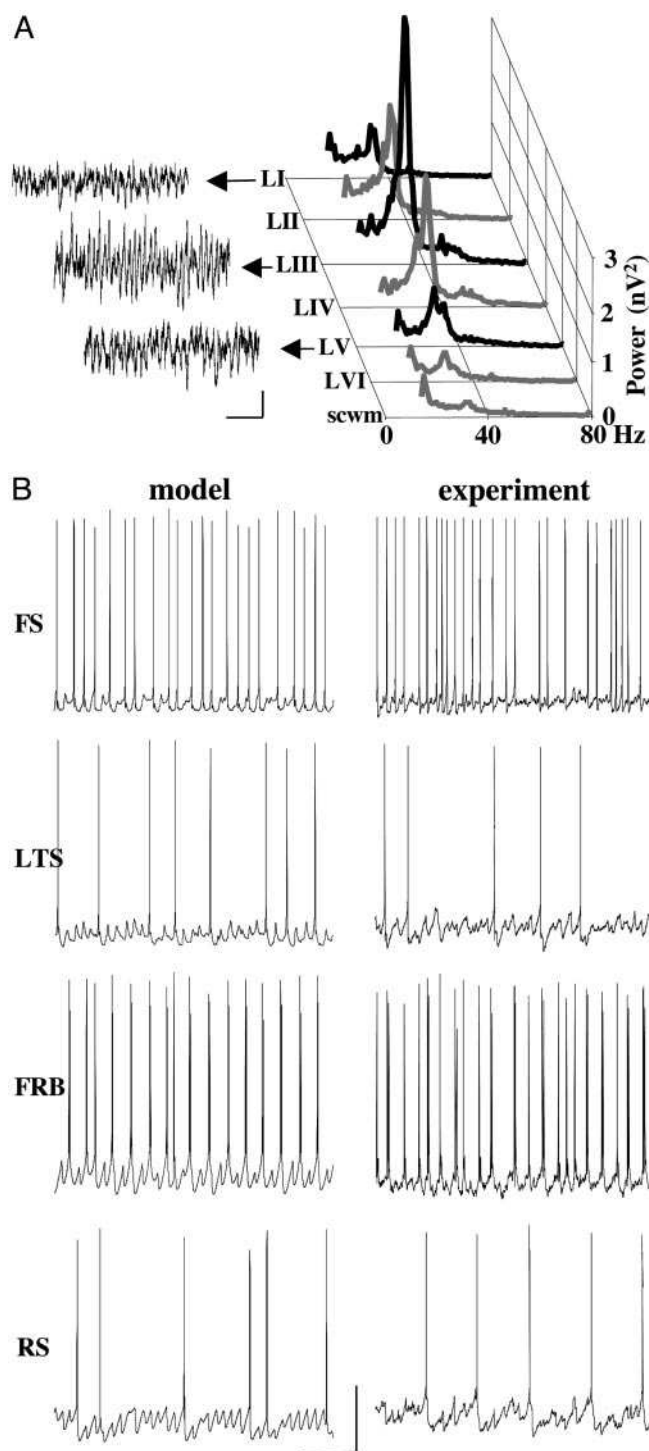 A
LI
LII
LIII
LIV
LV
LVI
scwm
3
2
1
0
Power (nV²)
0 40 80 Hz
B
model experiment
FS
LTS
FRB
RS